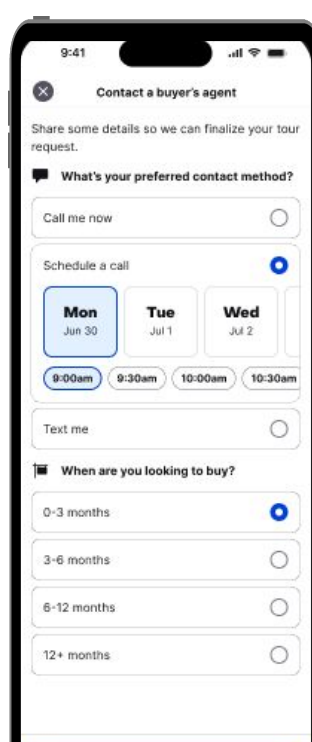 9:41
Contact a buyer's agent
Share some details so we can finalize your tour
request.
What's your preferred contact method?
Call me now
Schedule a call
Mon Tue Wed
Jun 30 Jul 1 Jul 2
9:00am 9:30am 10:00am 10:30am
Text me
When are you looking to buy?
0-3 months
3-6 months
6-12 months
12+ months